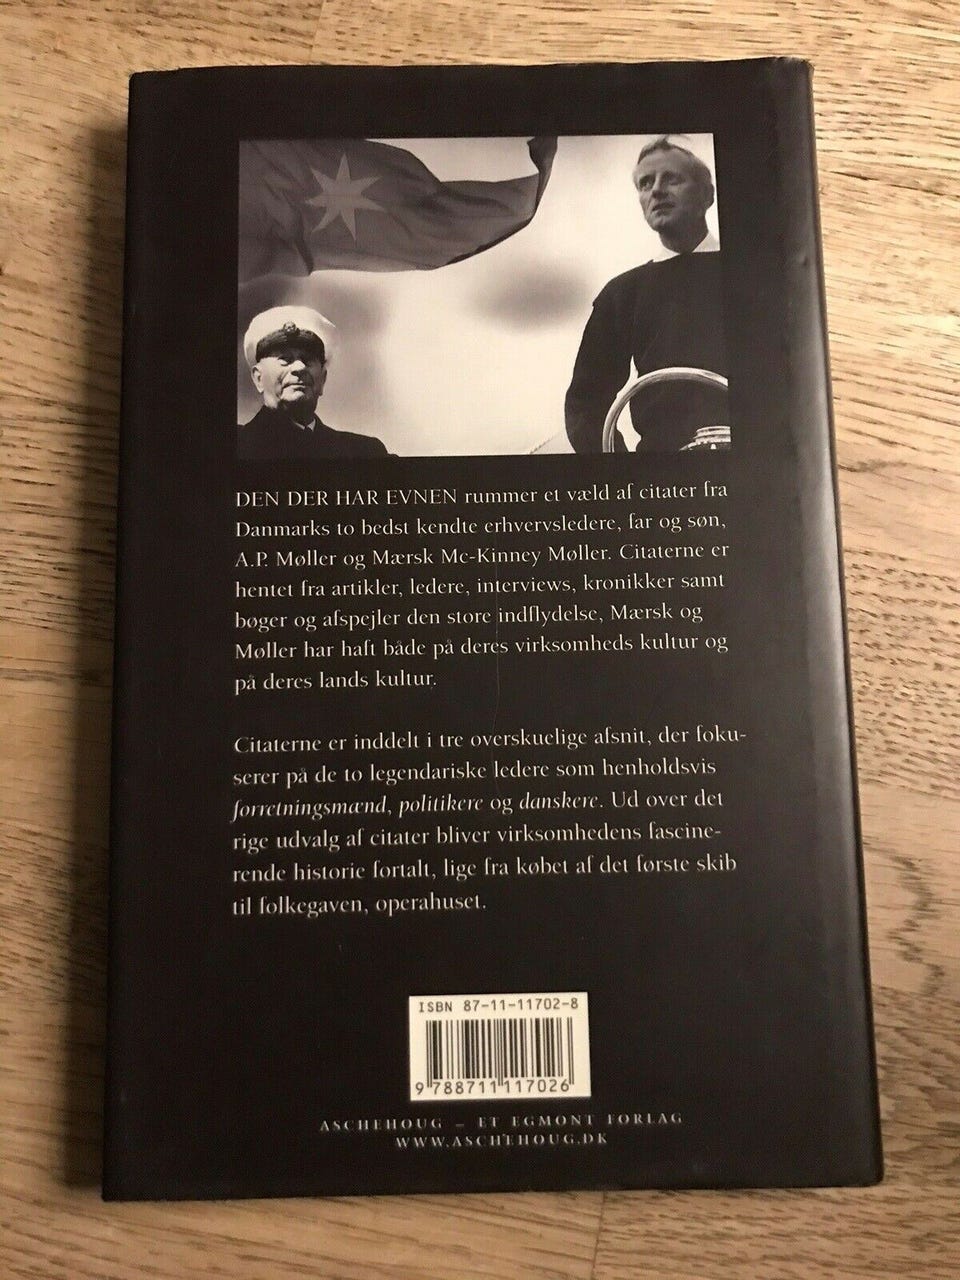 DEN DER HAR EVNEN rummer et væld af citater fra
Danmarks to bedst kendte erhvervsledere, far og søn,
A.P. Møller og Mærsk Mc-Kinney Møller. Citaterne er
hentet fra artikler, ledere, interviews, kronikker samt
bøger og afspejler den store indflydelse, Mærsk og
Møller har haft både på deres virksomheds kultur og
på deres lands kultur.
Citaterne er inddelt i tre overskuelige afsnit, der foku-
serer på de to legendariske ledere som henholdsvis
forretningsmænd, politikere og danskere. Ud over det
rige udvalg af citater bliver virksomhedens fascine-
rende historie fortalt, lige fra købet af det første skib
til folkegaven, operahuset.
ISBN 87-11-11702-8
9 788711 117026
ASCHEHOUG – ET EGMONT FORLAG
WWW.ASCHEHOUG.DK